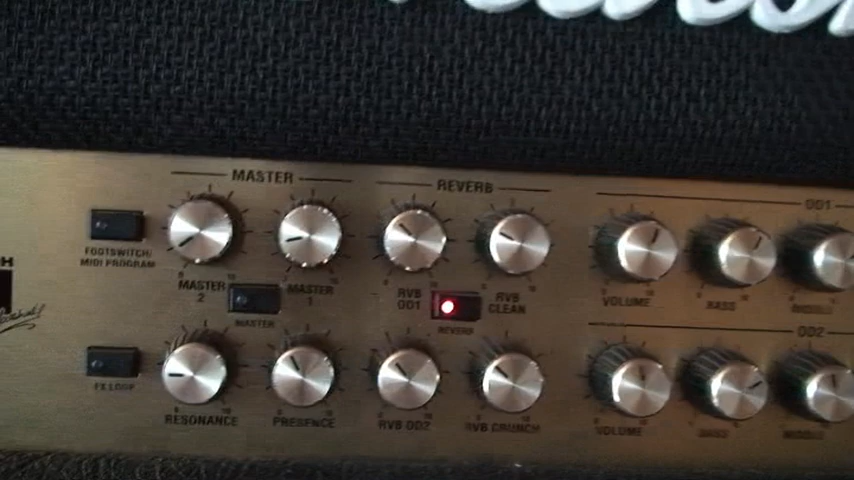 MASTER
REVERB
OD1
FOOTSWITCH/
MIDI PROGRAM
MASTER
2
MASTER
1
MASTER
RVB
OD1
RVB
CLEAN
REVERB
VOLUME
BASS
MIDDLE
OD2
FX LOOP
RESONANCE
PRESENCE
RVB OD2
RVB CRUNCH
VOLUME
BASS
MIDDLE